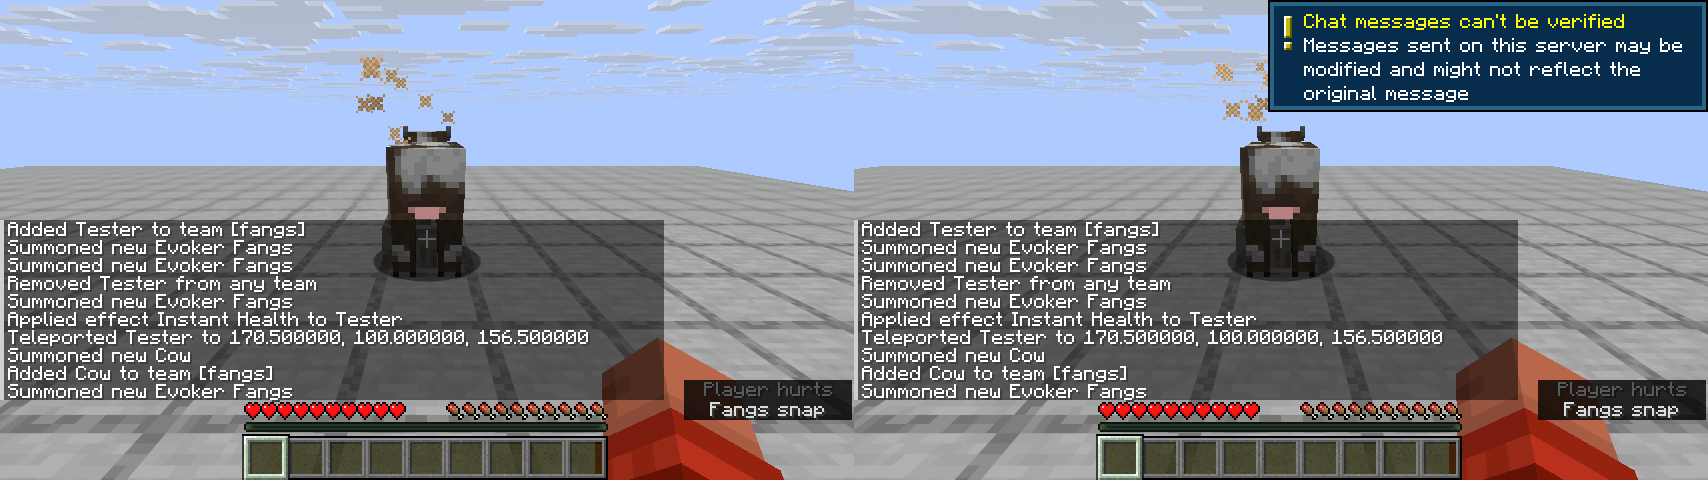 Added Tester to team [fangs]
Summoned new Evoker Fangs
Summoned new Evoker Fangs
Removed Tester from any team
Summoned new Evoker Fangs
Applied effect Instant Health to Tester
Teleported Tester to 170.500000, 100.000000, 156.500000
Summoned new Cow
Added Cow to team [fangs]
Summoned new Evoker Fangs
Player hurts
Fangs snap
Chat messages can't be verified
Messages sent on this server may be
modified and might not reflect the
original message
Added Tester to team [fangs]
Summoned new Evoker Fangs
Summoned new Evoker Fangs
Removed Tester from any team
Summoned new Evoker Fangs
Applied effect Instant Health to Tester
Teleported Tester to 170.500000, 100.000000, 156.500000
Summoned new Cow
Added Cow to team [fangs]
Summoned new Evoker Fangs
Player hurts
Fangs snap